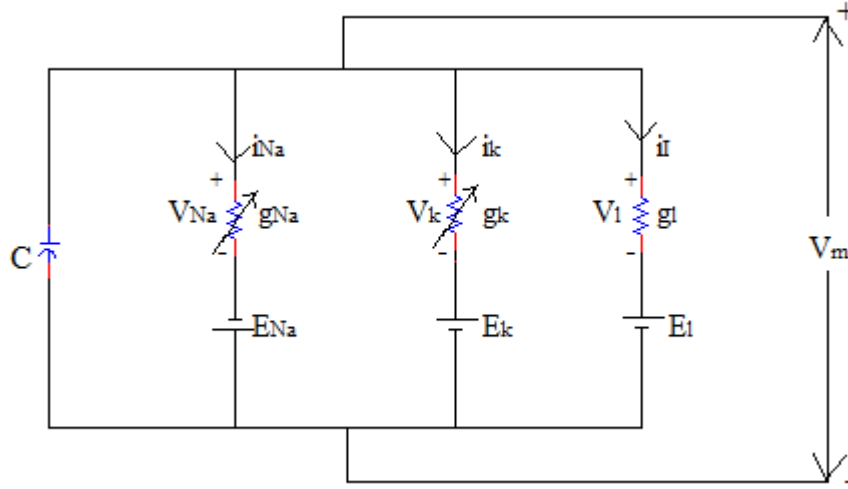 +
iNa ik il
+ + +
VNa gNa Vk gk Vl gl
C - - - Vm
ENa Ek El
-